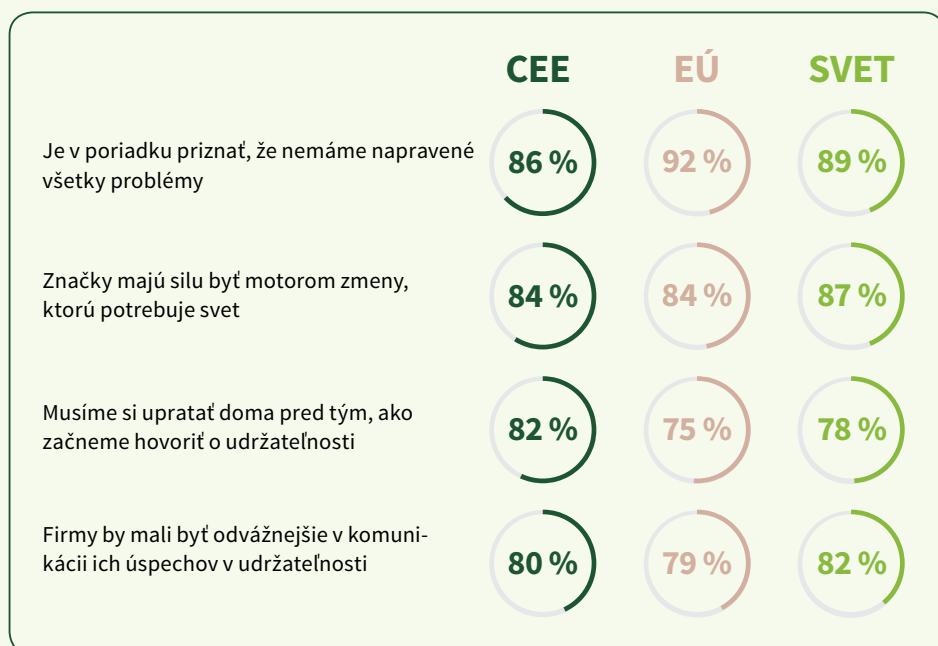 CEE EÚ SVET
Je v poriadku priznať, že nemáme napravené
všetky problémy
86 % 92 % 89 %
Značky majú silu byť motorom zmeny,
ktorú potrebuje svet
84 % 84 % 87 %
Musíme si upratať doma pred tým, ako
začneme hovoriť o udržateľnosti
82 % 75 % 78 %
Firmy by mali byť odvážnejšie v komuni-
kácii ich úspechov v udržateľnosti
80 % 79 % 82 %